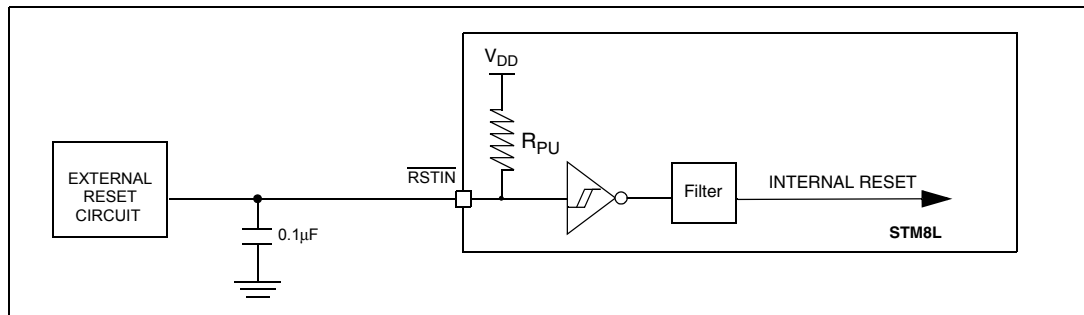 V_DD
R_PU
EXTERNAL
RESET
CIRCUIT
RSTIN
Filter
INTERNAL RESET
0.1µF
STM8L